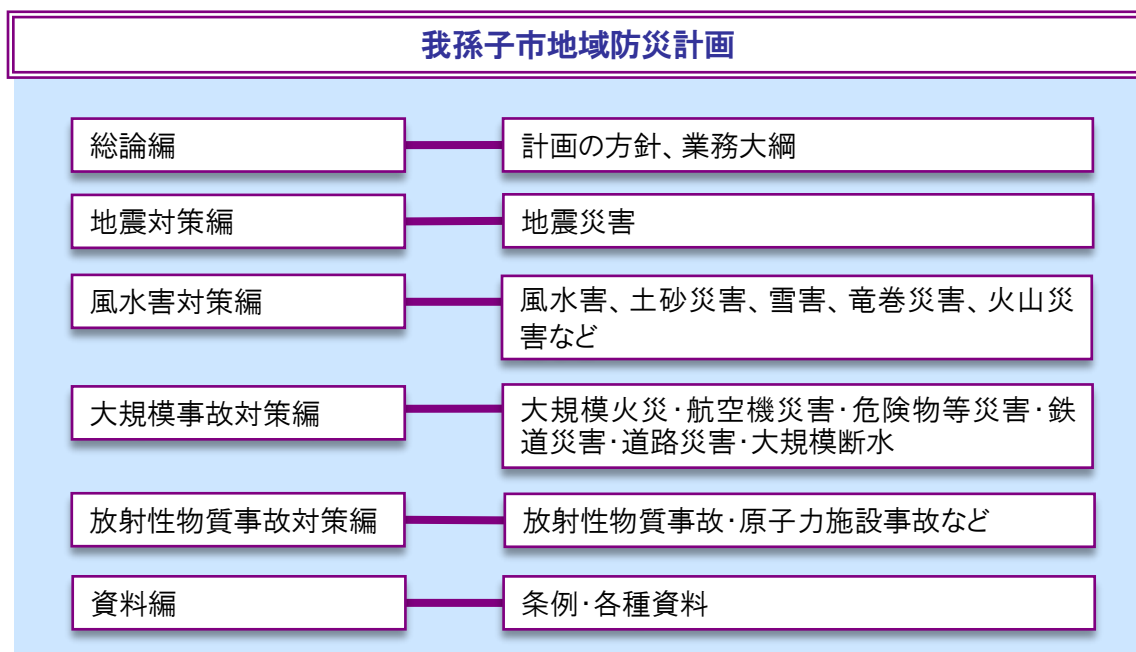 我孫子市地域防災計画
総論編
計画の方針、業務大綱
地震対策編
地震災害
風水害対策編
風水害、土砂災害、雪害、竜巻災害、火山災
害など
大規模事故対策編
大規模火災・航空機災害・危険物等災害・鉄
道災害・道路災害・大規模断水
放射性物質事故対策編
放射性物質事故・原子力施設事故など
資料編
条例・各種資料